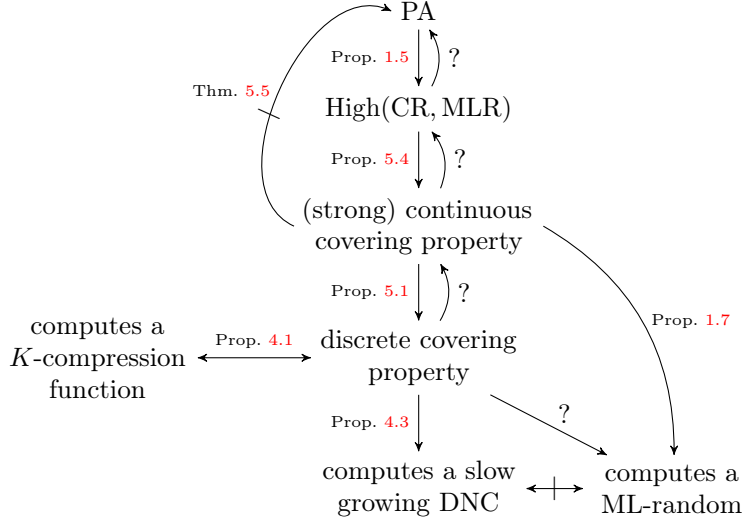 PA
Prop. 1.5
?
Thm. 5.5
High(CR, MLR)
Prop. 5.4
?
(strong) continuous
covering property
Prop. 5.1
?
Prop. 1.7
computes a
K-compression
function
Prop. 4.1
discrete covering
property
Prop. 4.3
?
computes a slow
growing DNC
computes a
ML-random